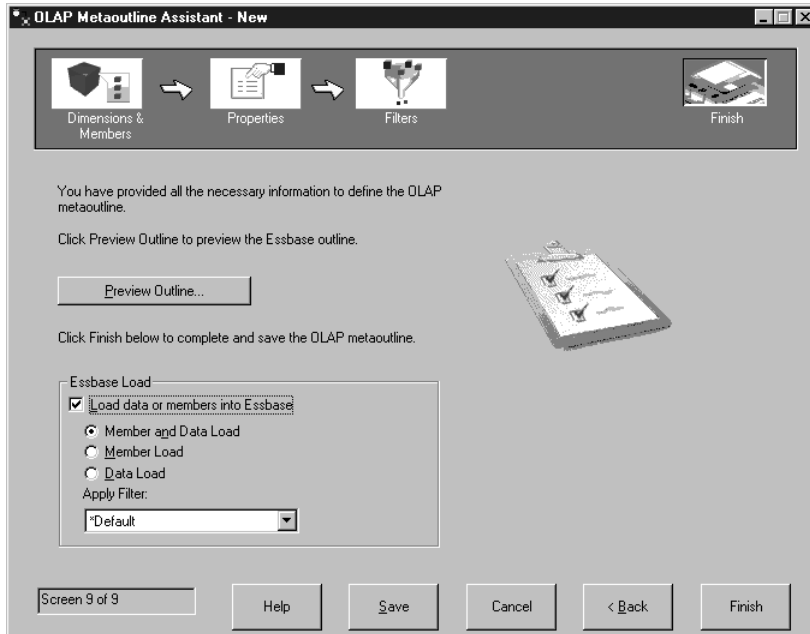 OLAP Metaoutline Assistant - New
Dimensions &
Members
Properties
Filters
Finish
You have provided all the necessary information to define the OLAP
metaoutline.
Click Preview Outline to preview the Essbase outline.
Preview Outline...
Click Finish below to complete and save the OLAP metaoutline.
Essbase Load
Load data or members into Essbase
Member and Data Load
Member Load
Data Load
Apply Filter:
*Default
Screen 9 of 9
Help
Save
Cancel
< Back
Finish